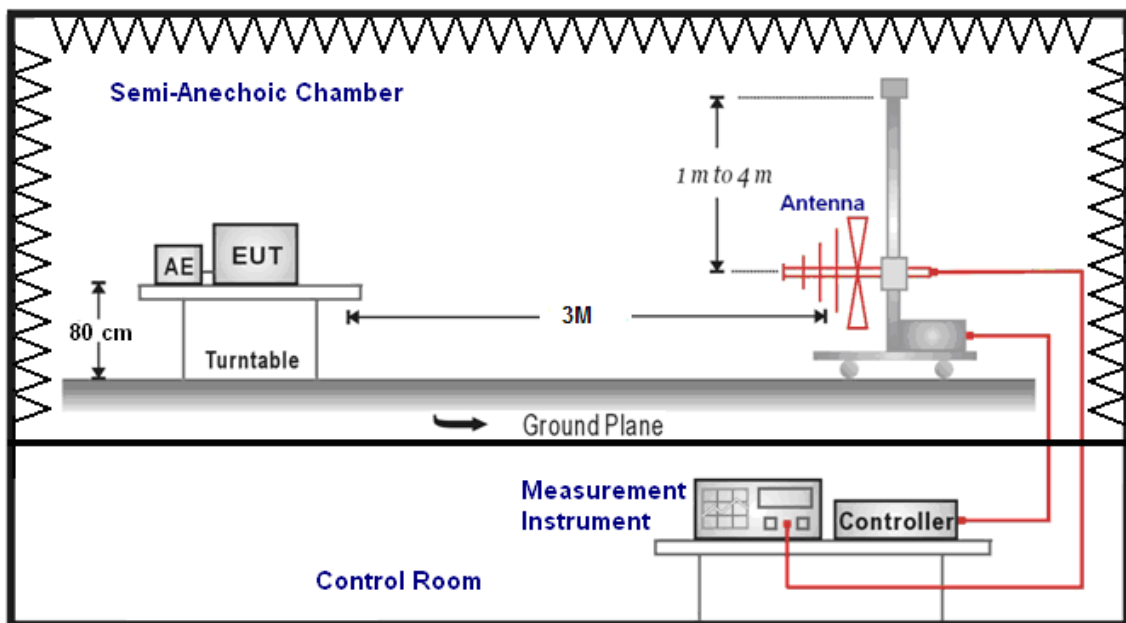 Semi-Anechoic Chamber
1 m to 4 m
Antenna
AE
EUT
80 cm
3M
Turntable
Ground Plane
Measurement
Instrument
Controller
Control Room